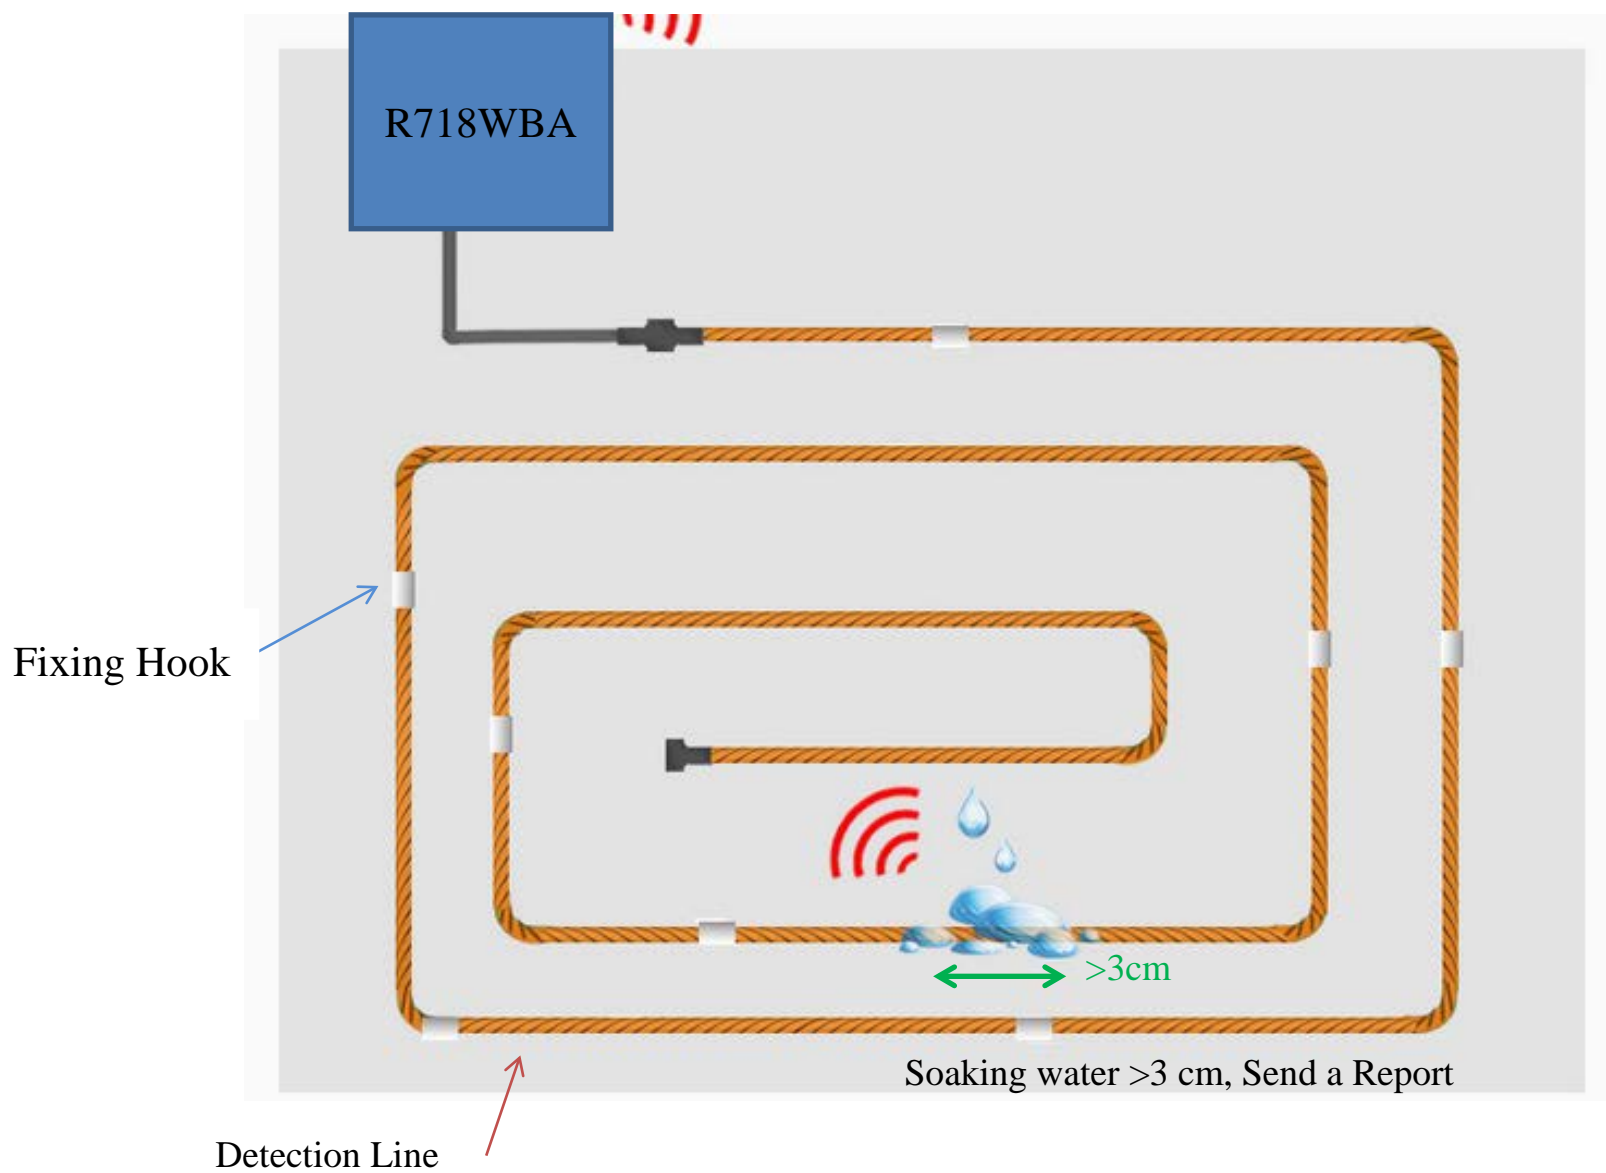 R718WBA
Fixing Hook
>3cm
Soaking water >3 cm, Send a Report
Detection Line